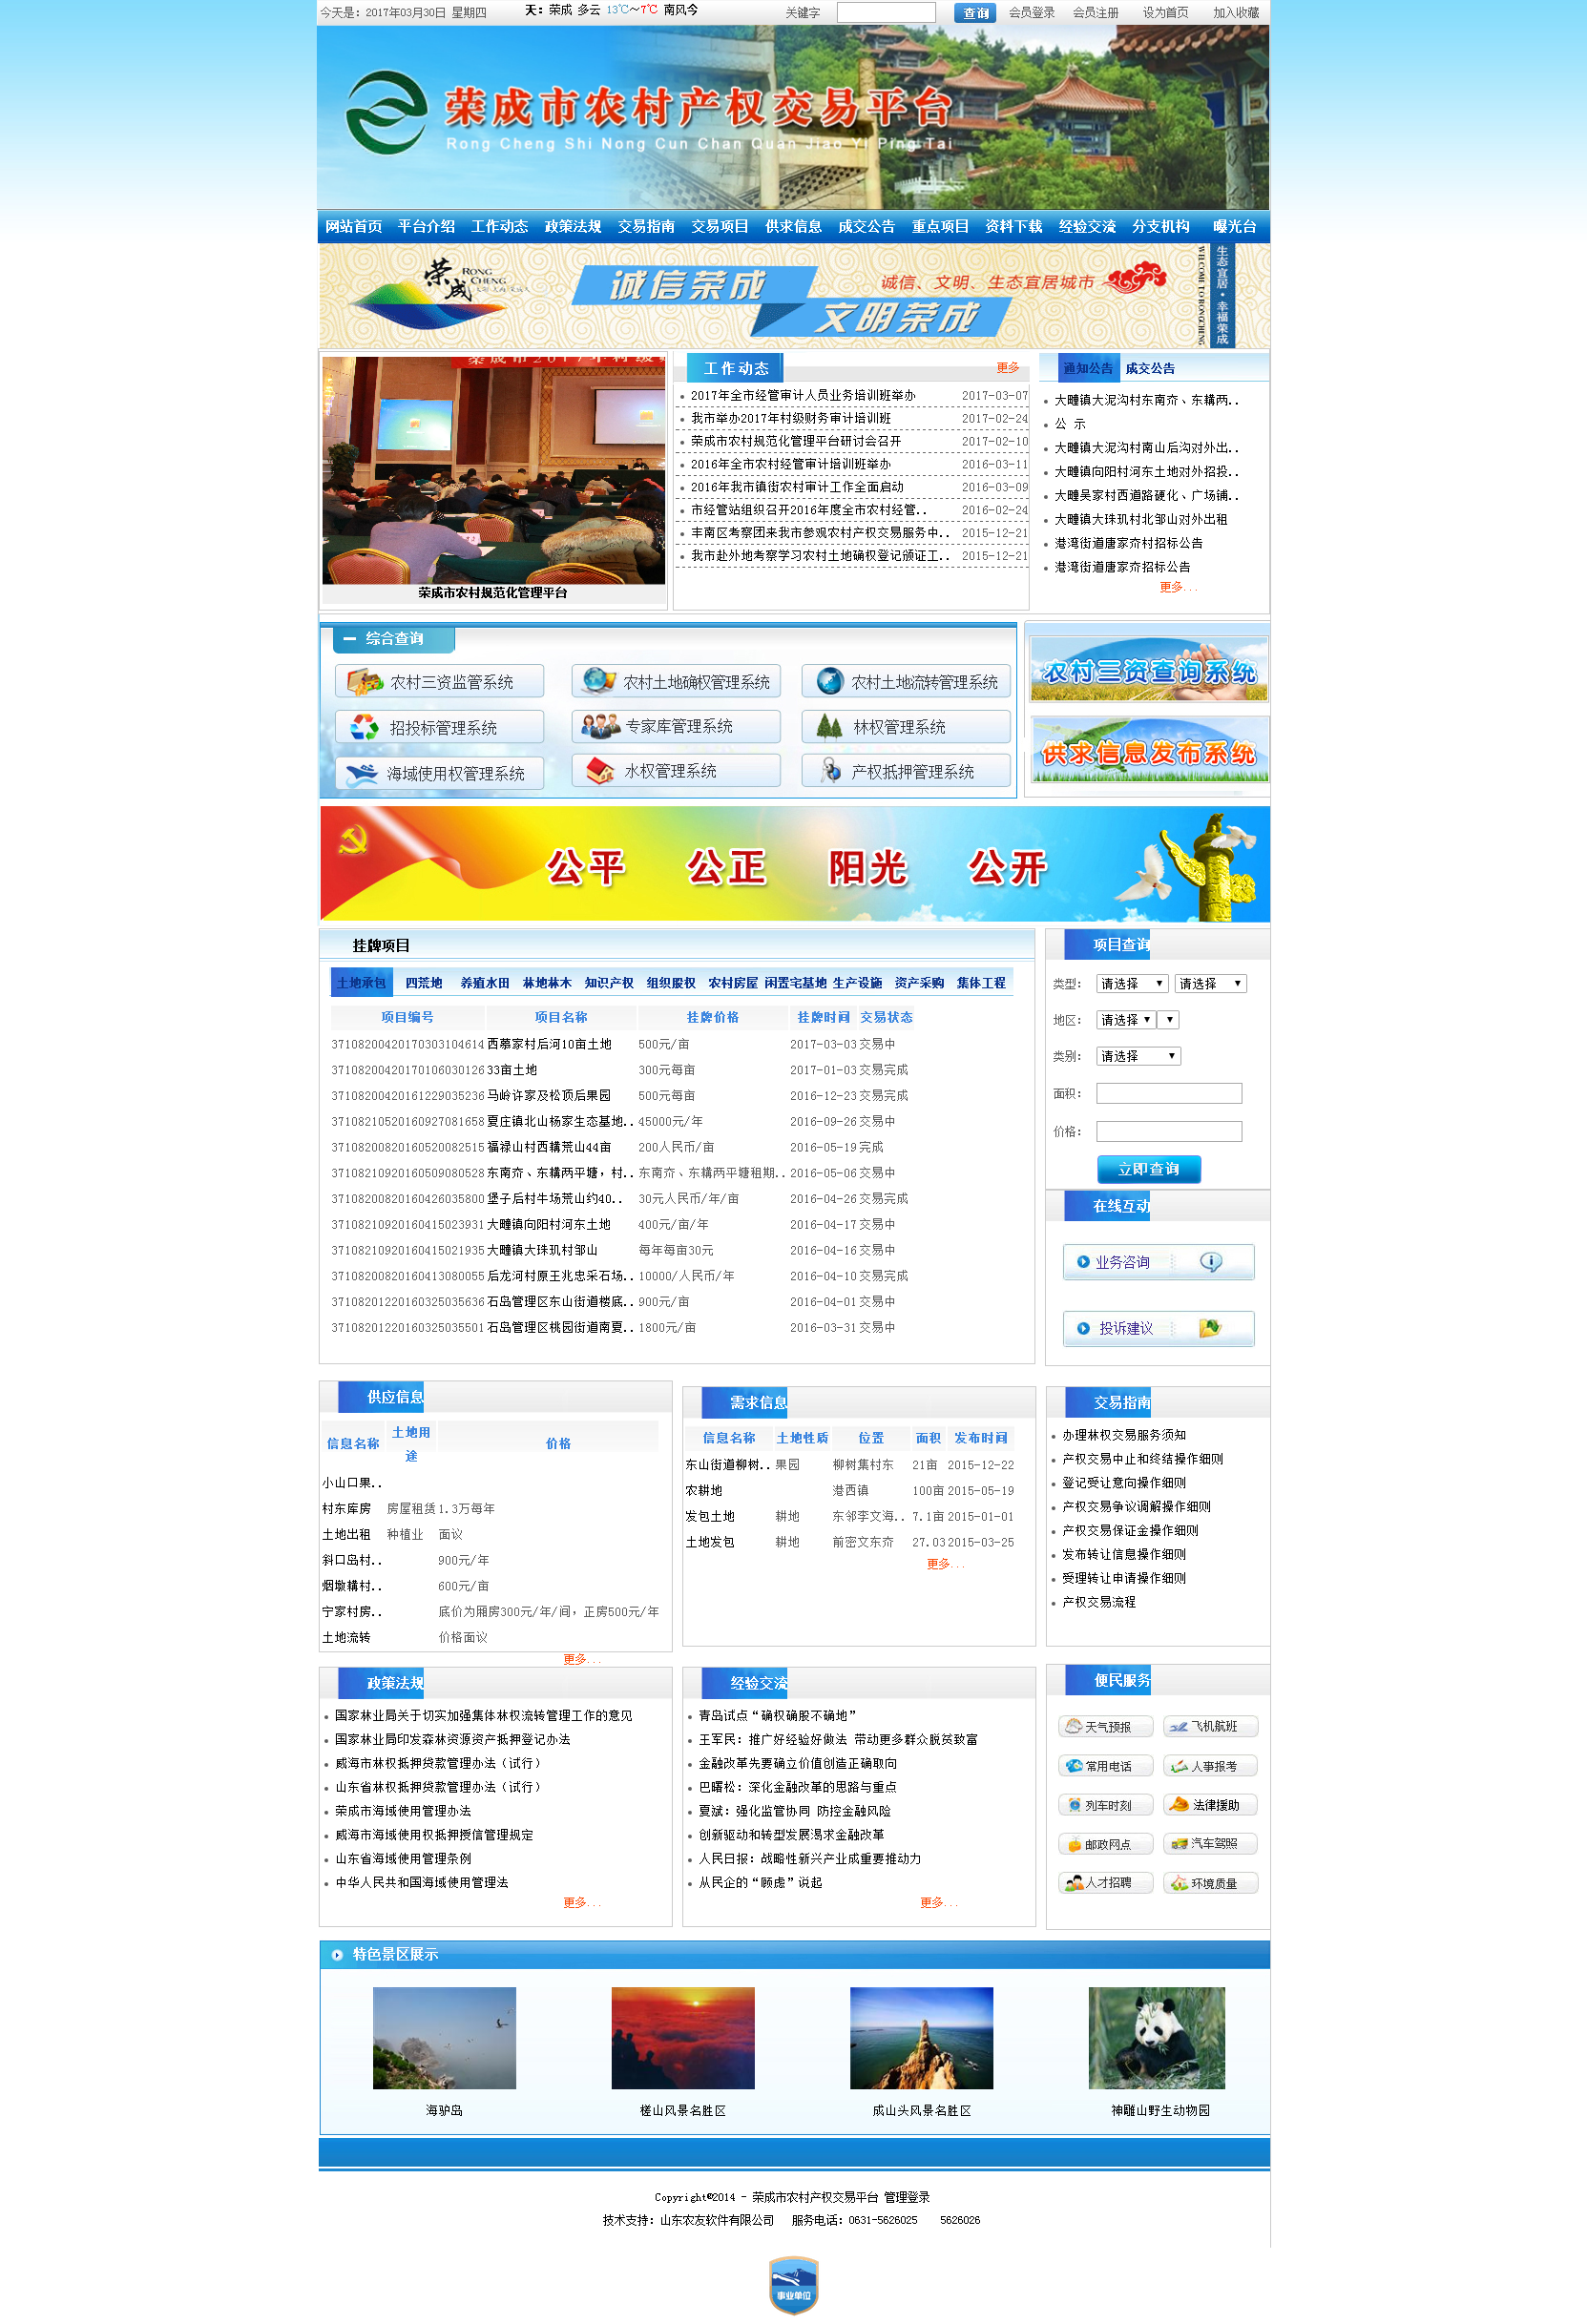 今天是：2017年03月30日 星期四
天：荣成 多云 13℃～7℃ 南风今
关键字
查询
会员登录 会员注册 设为首页 加入收藏
荣成市农村产权交易平台
Rong Cheng Shi Nong Cun Chan Quan Jiao Yi Ping Tai
网站首页 平台介绍 工作动态 政策法规 交易指南 交易项目 供求信息 成交公告 重点项目 资料下载 经验交流 分支机构 曝光台
荣成 RONG CHENG
诚信荣成
文明荣成
诚信、文明、生态宜居城市
WELCOME TO RONGCHENG
生态宜居·幸福荣成
荣成市农村规范化管理平台
工作动态 更多
2017年全市经管审计人员业务培训班举办 2017-03-07
我市举办2017年村级财务审计培训班 2017-02-24
荣成市农村规范化管理平台研讨会召开 2017-02-10
2016年全市农村经管审计培训班举办 2016-03-11
2016年我市镇街农村审计工作全面启动 2016-03-09
市经管站组织召开2016年度全市农村经管.. 2016-02-24
丰南区考察团来我市参观农村产权交易服务中.. 2015-12-21
我市赴外地考察学习农村土地确权登记颁证工.. 2015-12-21
通知公告 成交公告
大疃镇大泥沟村东南夼、东耩两..
公 示
大疃镇大泥沟村南山后沟对外出..
大疃镇向阳村河东土地对外招投..
大疃吴家村西道路硬化、广场铺..
大疃镇大珠玑村北邹山对外出租
港湾街道唐家夼村招标公告
港湾街道唐家夼招标公告
更多...
综合查询
农村三资监管系统 农村土地确权管理系统 农村土地流转管理系统
招投标管理系统 专家库管理系统 林权管理系统
海域使用权管理系统 水权管理系统 产权抵押管理系统
农村三资查询系统
供求信息发布系统
公平 公正 阳光 公开
挂牌项目
土地承包 四荒地 养殖水田 林地林木 知识产权 组织股权 农村房屋 闲置宅基地 生产设施 资产采购 集体工程
项目编号 项目名称 挂牌价格 挂牌时间 交易状态
37108200420170303104614 西摹家村后河10亩土地 500元/亩 2017-03-03 交易中
37108200420170106030126 33亩土地 300元每亩 2017-01-03 交易完成
37108200420161229035236 马岭许家及松顶后果园 500元每亩 2016-12-23 交易完成
37108210520160927081658 夏庄镇北山杨家生态基地.. 45000元/年 2016-09-26 交易中
37108200820160520082515 福禄山村西耩荒山44亩 200人民币/亩 2016-05-19 完成
37108210920160509080528 东南夼、东耩两平塘，村.. 东南夼、东耩两平塘租期.. 2016-05-06 交易中
37108200820160426035800 堡子后村牛场荒山约40.. 30元人民币/年/亩 2016-04-26 交易完成
37108210920160415023931 大疃镇向阳村河东土地 400元/亩/年 2016-04-17 交易中
37108210920160415021935 大疃镇大珠玑村邹山 每年每亩30元 2016-04-16 交易中
37108200820160413080055 后龙河村原王兆忠采石场.. 10000/人民币/年 2016-04-10 交易完成
37108201220160325035636 石岛管理区东山街道楼底.. 900元/亩 2016-04-01 交易中
37108201220160325035501 石岛管理区桃园街道南夏.. 1800元/亩 2016-03-31 交易中
项目查询
类型： 请选择 请选择
地区： 请选择
类别： 请选择
面积：
价格：
立即查询
在线互动
业务咨询
投诉建议
供应信息
信息名称 土地用途 价格
小山口果..
村东库房 房屋租赁 1.3万每年
土地出租 种植业 面议
斜口岛村.. 900元/年
烟墩耩村.. 600元/亩
宁家村房.. 底价为厢房300元/年/间，正房500元/年
土地流转 价格面议
更多...
需求信息
信息名称 土地性质 位置 面积 发布时间
东山街道柳树.. 果园 柳树集村东 21亩 2015-12-22
农耕地 港西镇 100亩 2015-05-19
发包土地 耕地 东邻李文海.. 7.1亩 2015-01-01
土地发包 耕地 前密文东夼 27.03 2015-03-25
更多...
交易指南
办理林权交易服务须知
产权交易中止和终结操作细则
登记受让意向操作细则
产权交易争议调解操作细则
产权交易保证金操作细则
发布转让信息操作细则
受理转让申请操作细则
产权交易流程
政策法规
国家林业局关于切实加强集体林权流转管理工作的意见
国家林业局印发森林资源资产抵押登记办法
威海市林权抵押贷款管理办法（试行）
山东省林权抵押贷款管理办法（试行）
荣成市海域使用管理办法
威海市海域使用权抵押授信管理规定
山东省海域使用管理条例
中华人民共和国海域使用管理法
更多...
经验交流
青岛试点“确权确股不确地”
王军民：推广好经验好做法 带动更多群众脱贫致富
金融改革先要确立价值创造正确取向
巴曙松：深化金融改革的思路与重点
夏斌：强化监管协同 防控金融风险
创新驱动和转型发展渴求金融改革
人民日报：战略性新兴产业成重要推动力
从民企的“顾虑”说起
更多...
便民服务
天气预报 飞机航班
常用电话 人事报考
列车时刻 法律援助
邮政网点 汽车驾照
人才招聘 环境质量
特色景区展示
海驴岛 槎山风景名胜区 成山头风景名胜区 神雕山野生动物园
Copyright©2014 - 荣成市农村产权交易平台 管理登录
技术支持：山东农友软件有限公司 服务电话：0631-5626025 5626026
事业单位